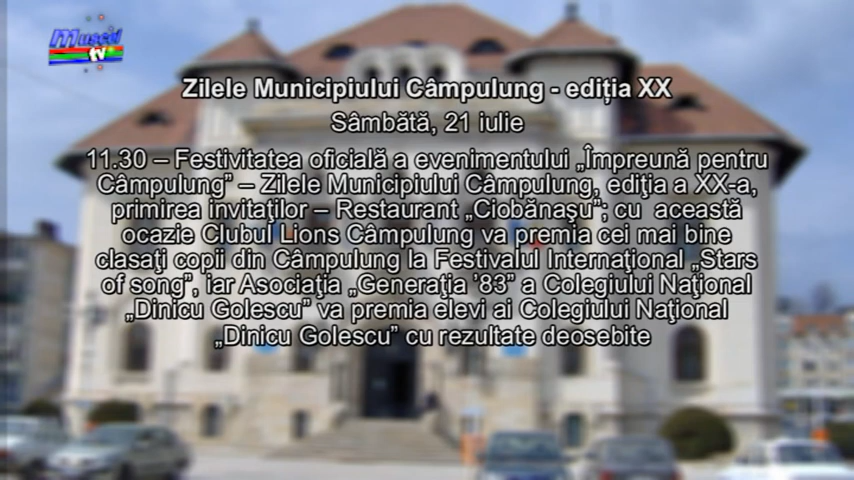 Muscel
tv
Zilele Municipiului Câmpulung - ediția XX
Sâmbătă, 21 iulie
11.30 – Festivitatea oficială a evenimentului „Împreună pentru
Câmpulung” – Zilele Municipiului Câmpulung, ediţia a XX-a,
primirea invitaţilor – Restaurant „Ciobănaşu”; cu această
ocazie Clubul Lions Câmpulung va premia cei mai bine
clasaţi copii din Câmpulung la Festivalul Internaţional „Stars
of song”, iar Asociaţia „Generaţia ’83” a Colegiului Naţional
„Dinicu Golescu” va premia elevi ai Colegiului Naţional
„Dinicu Golescu” cu rezultate deosebite